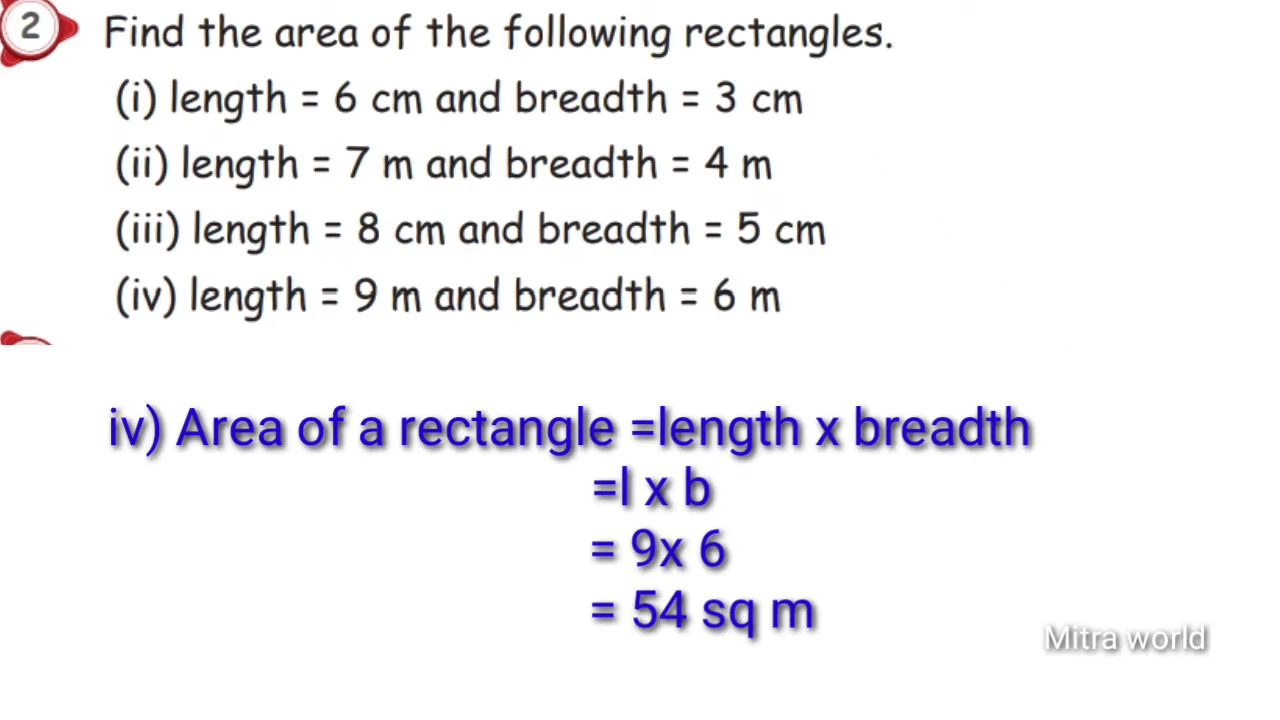 2 Find the area of the following rectangles.
(i) length = 6 cm and breadth = 3 cm
(ii) length = 7 m and breadth = 4 m
(iii) length = 8 cm and breadth = 5 cm
(iv) length = 9 m and breadth = 6 m
iv) Area of a rectangle =length x breadth
=l x b
= 9x 6
= 54 sq m
Mitra world